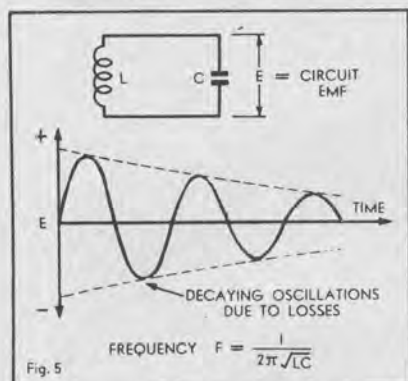 L C E = CIRCUIT
EMF
+
E TIME
−
DECAYING OSCILLATIONS
DUE TO LOSSES
FREQUENCY F = 1 / 2π√LC
Fig. 5